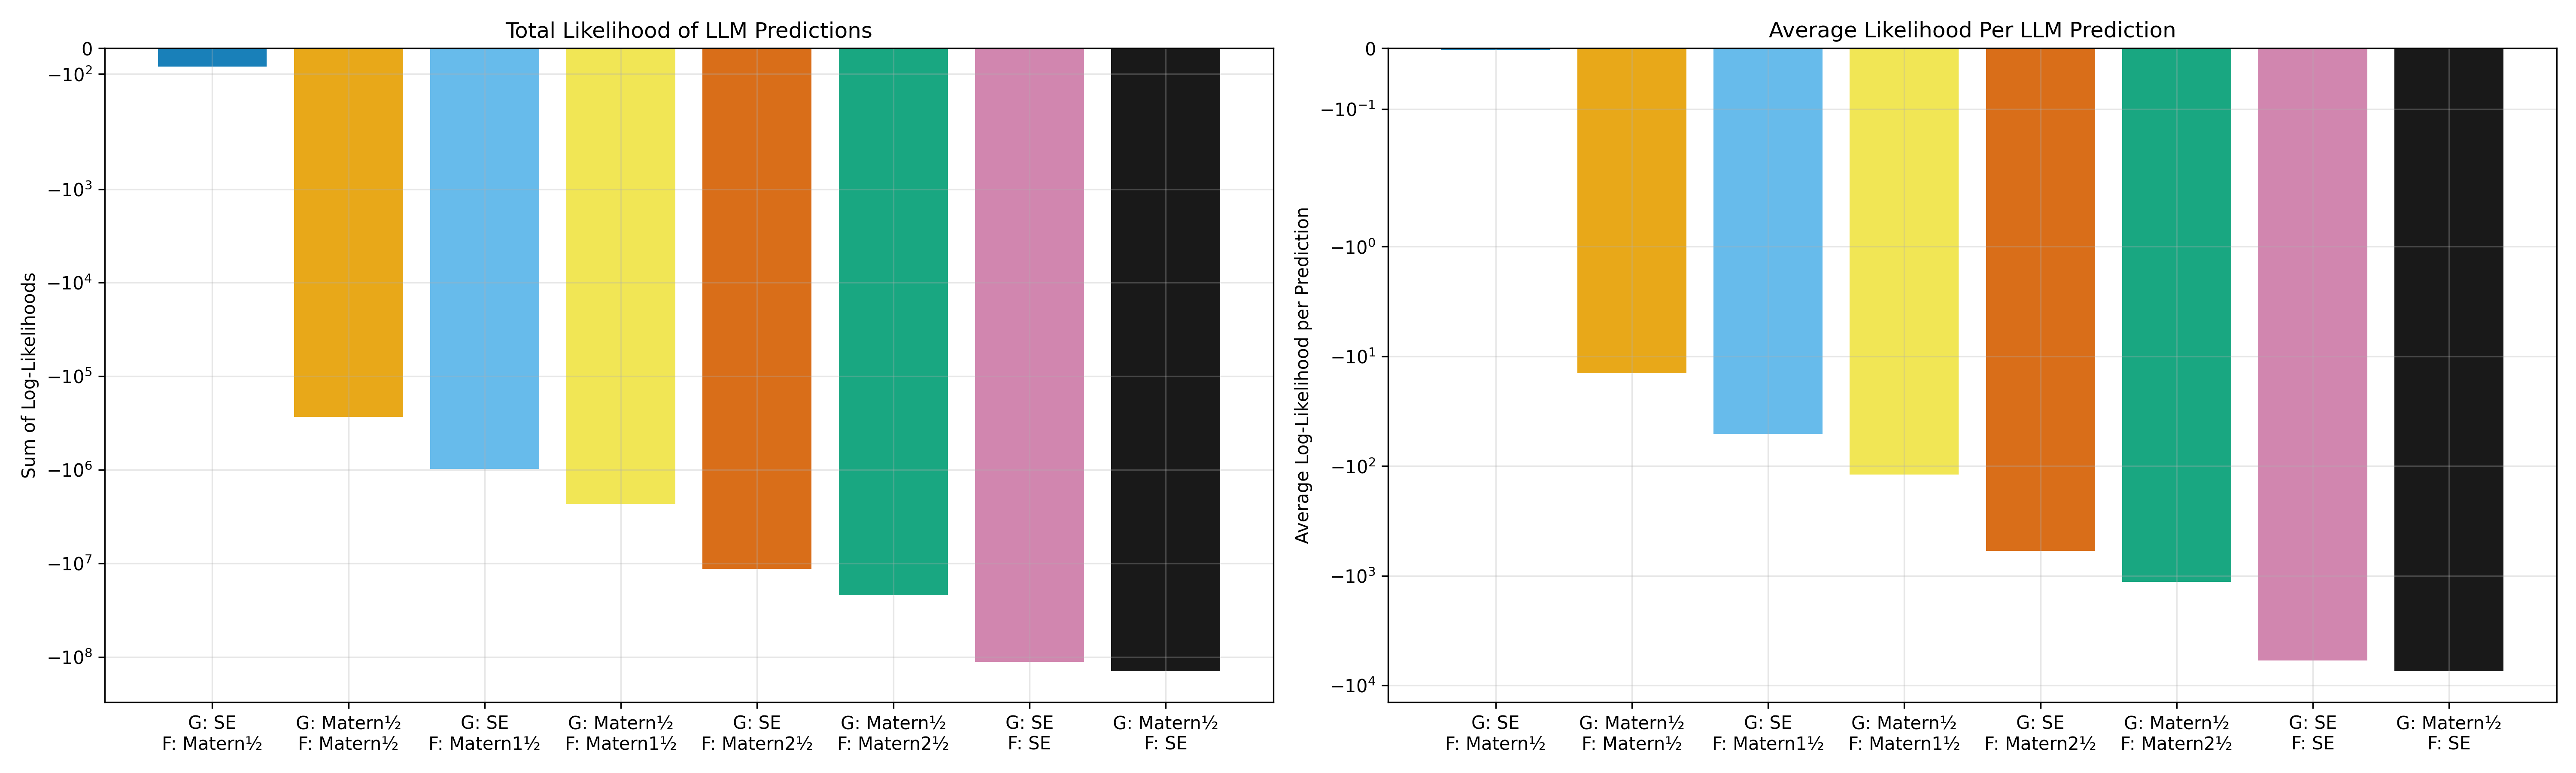 Total Likelihood of LLM Predictions
Sum of Log-Likelihoods
0
−10²
−10³
−10⁴
−10⁵
−10⁶
−10⁷
−10⁸
G: SE
F: Matern½
G: Matern½
F: Matern½
G: SE
F: Matern1½
G: Matern½
F: Matern1½
G: SE
F: Matern2½
G: Matern½
F: Matern2½
G: SE
F: SE
G: Matern½
F: SE
Average Likelihood Per LLM Prediction
Average Log-Likelihood per Prediction
0
−10⁻¹
−10⁰
−10¹
−10²
−10³
−10⁴
G: SE
F: Matern½
G: Matern½
F: Matern½
G: SE
F: Matern1½
G: Matern½
F: Matern1½
G: SE
F: Matern2½
G: Matern½
F: Matern2½
G: SE
F: SE
G: Matern½
F: SE